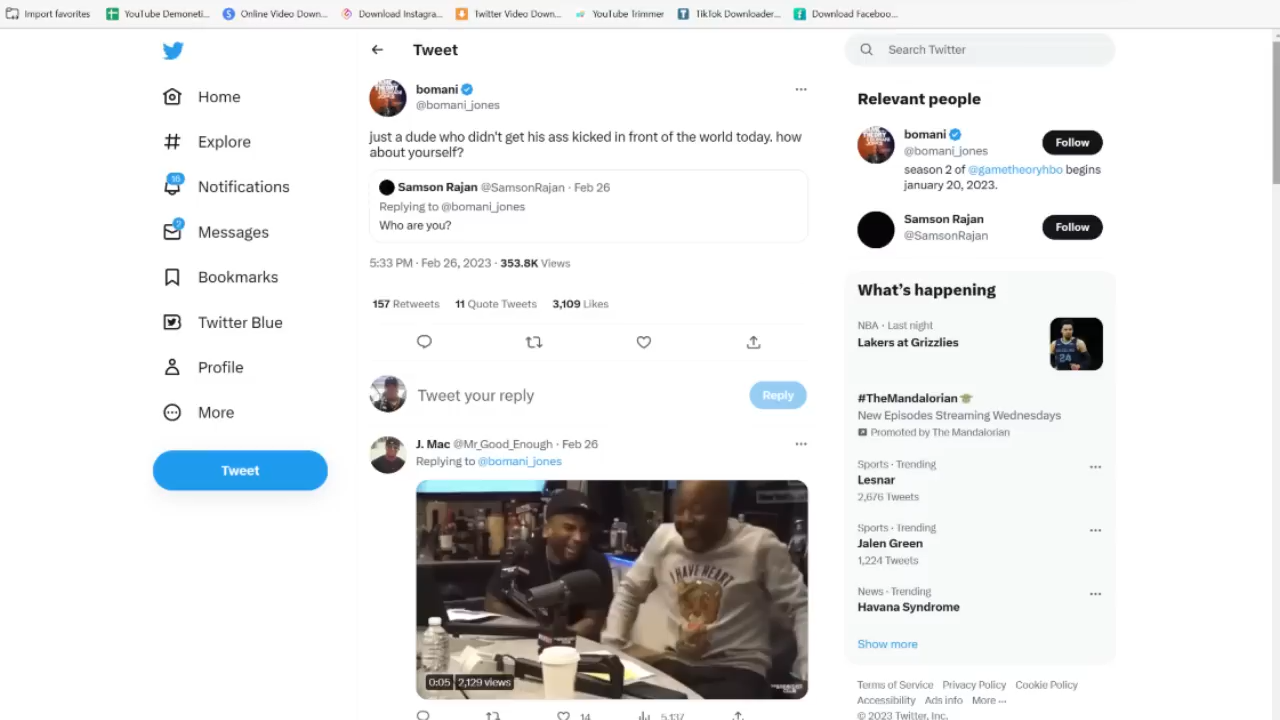 Import favorites
YouTube Demoneti...
Online Video Down...
Download Instagra...
Twitter Video Down...
YouTube Trimmer
TikTok Downloader...
Download Faceboo...
Home
Explore
16
Notifications
2
Messages
Bookmarks
Twitter Blue
Profile
More
Tweet
Tweet
bomani
@bomani_jones
just a dude who didn't get his ass kicked in front of the world today. how
about yourself?
Samson Rajan @SamsonRajan · Feb 26
Replying to @bomani_jones
Who are you?
5:33 PM · Feb 26, 2023 · 353.8K Views
157 Retweets 11 Quote Tweets 3,109 Likes
Tweet your reply
Reply
J. Mac @Mr_Good_Enough · Feb 26
Replying to @bomani_jones
I HAVE HEART
0:05 2,129 views
14
5,137
Search Twitter
Relevant people
bomani
@bomani_jones
Follow
season 2 of @gametheoryhbo begins
january 20, 2023.
Samson Rajan
@SamsonRajan
Follow
What's happening
NBA · Last night
Lakers at Grizzlies
#TheMandalorian
New Episodes Streaming Wednesdays
Promoted by The Mandalorian
Sports · Trending
Lesnar
2,676 Tweets
Sports · Trending
Jalen Green
1,224 Tweets
News · Trending
Havana Syndrome
Show more
Terms of Service Privacy Policy Cookie Policy
Accessibility Ads info More ···
© 2023 Twitter, Inc.